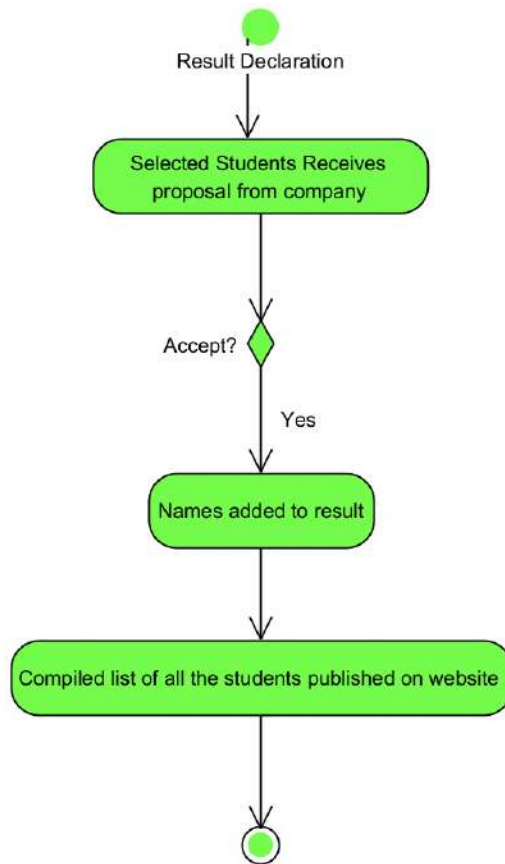 Result Declaration
Selected Students Receives
proposal from company
Accept?
Yes
Names added to result
Compiled list of all the students published on website